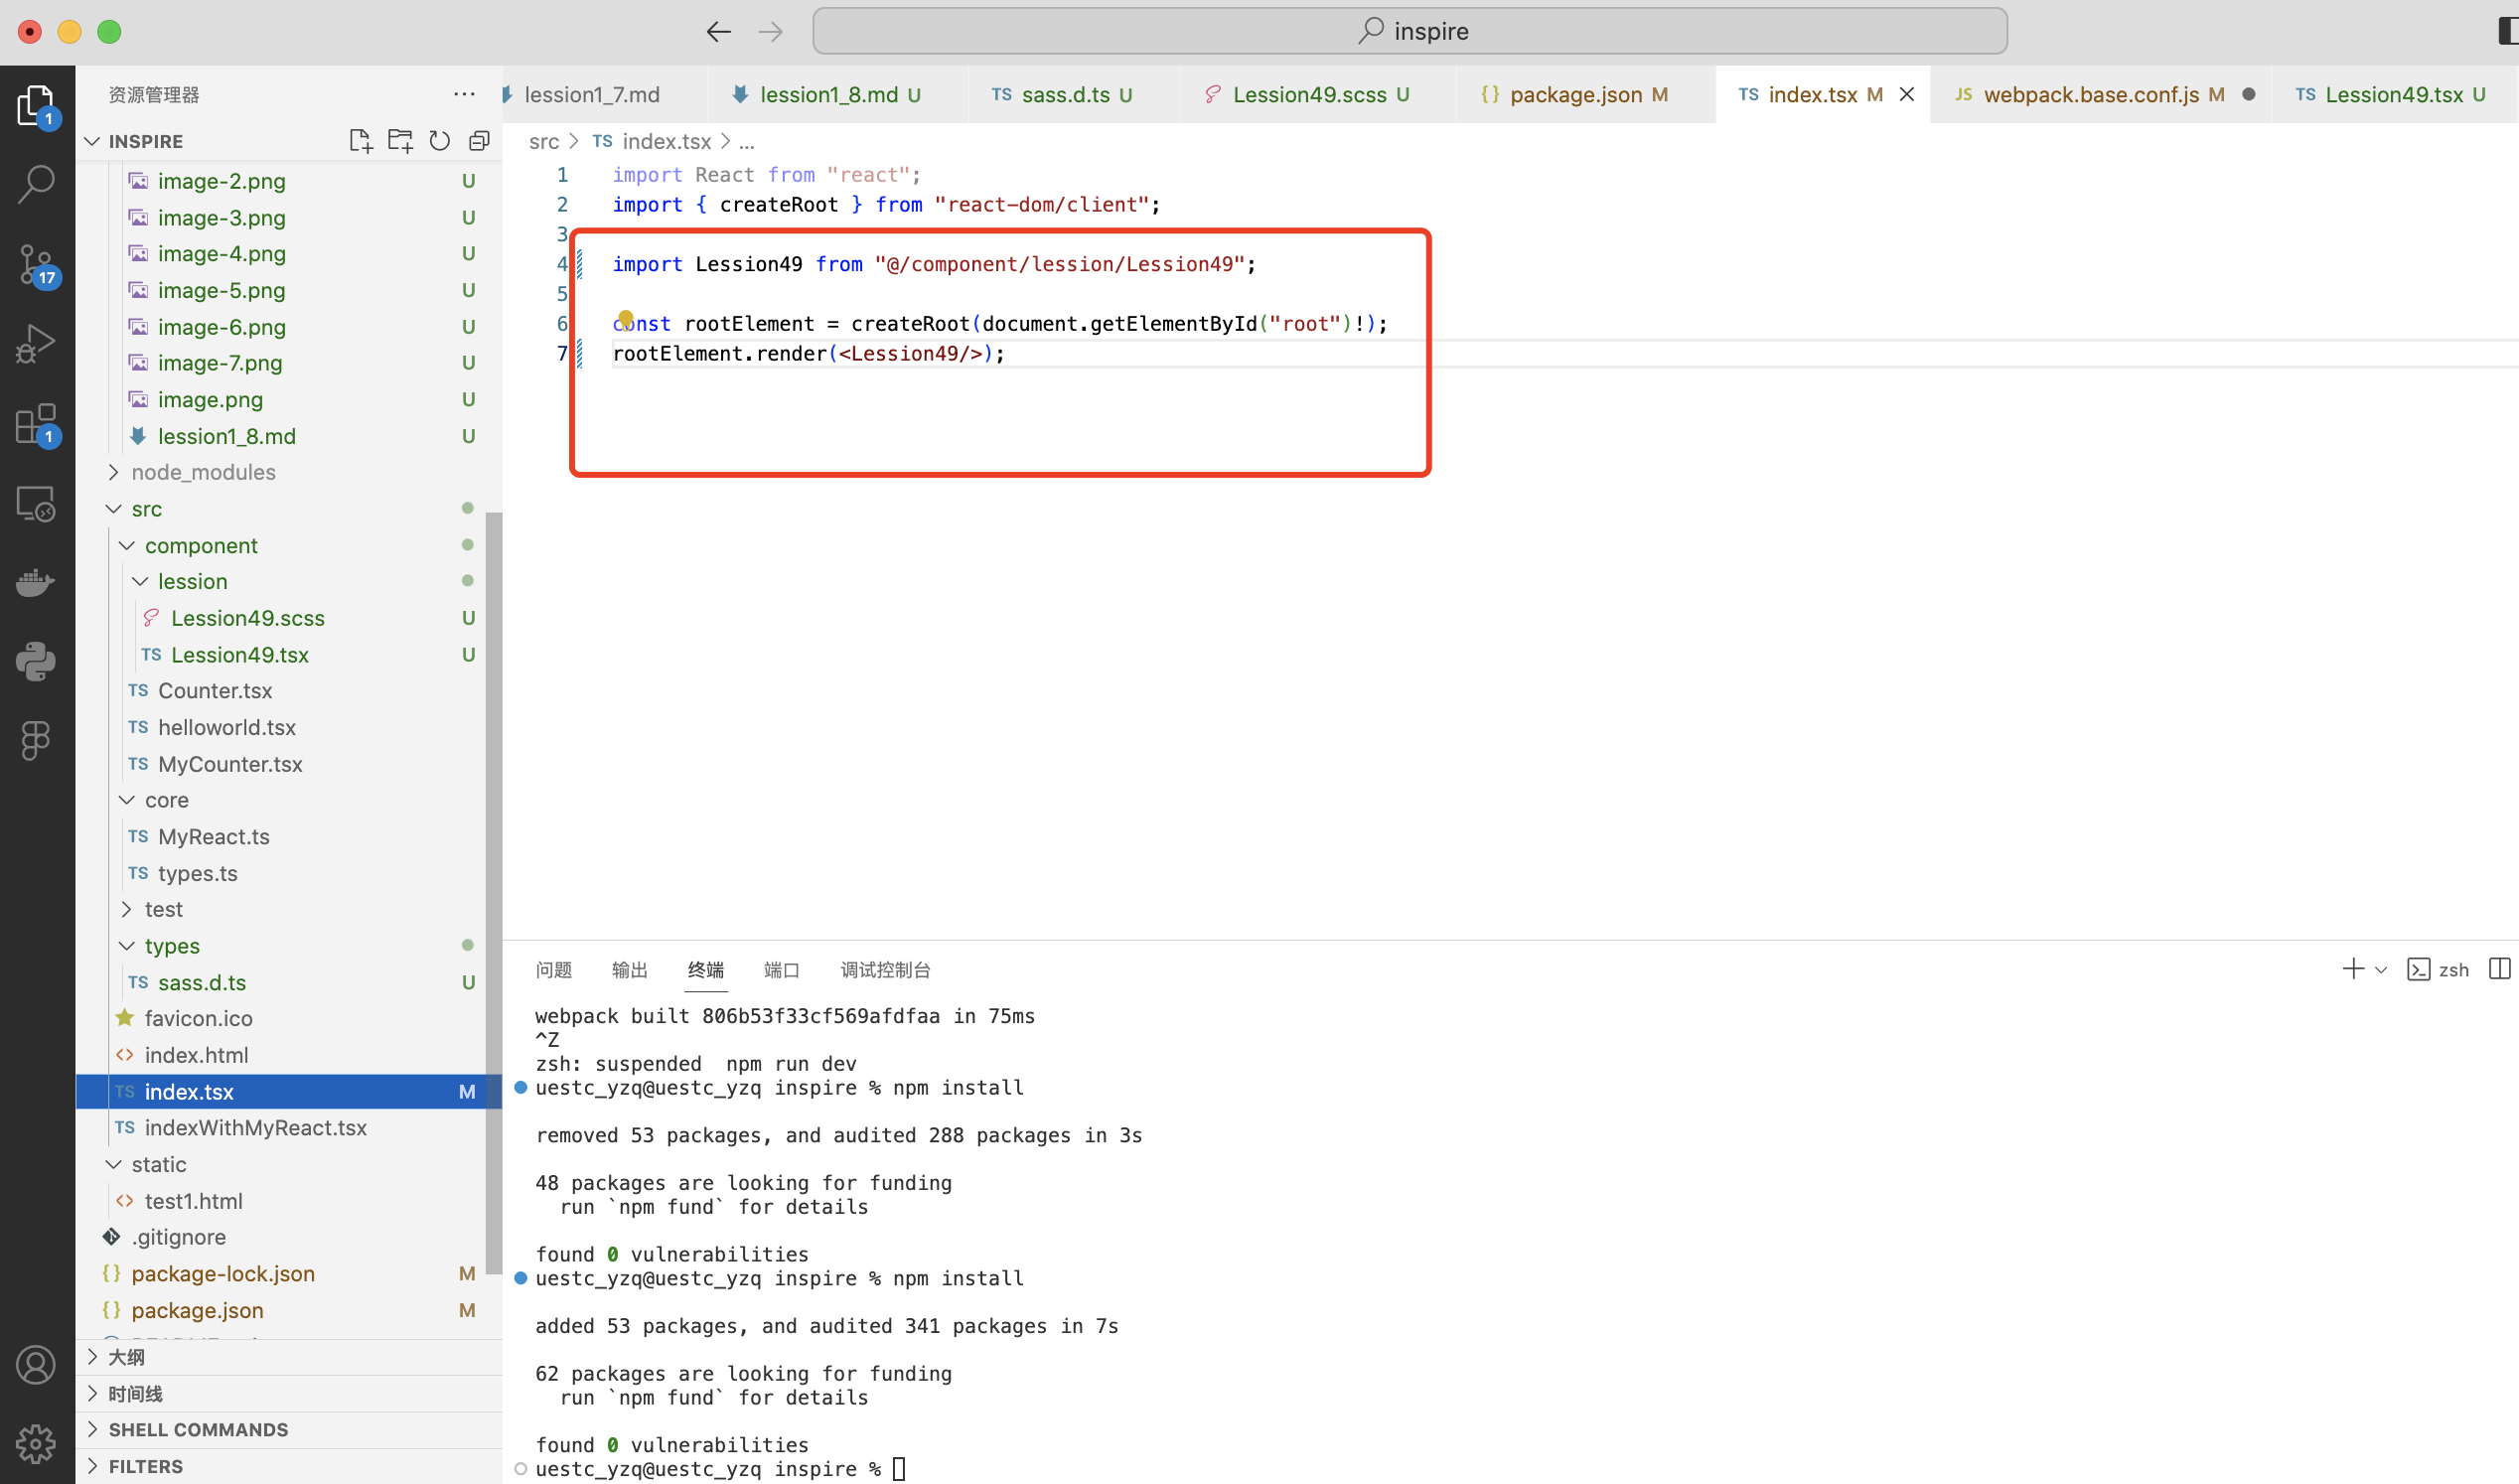 inspire
资源管理器
INSPIRE
image-2.png U
image-3.png U
image-4.png U
image-5.png U
image-6.png U
image-7.png U
image.png U
lession1_8.md U
node_modules
src
component
lession
Lession49.scss U
TS Lession49.tsx U
TS Counter.tsx
TS helloworld.tsx
TS MyCounter.tsx
core
TS MyReact.ts
TS types.ts
test
types
TS sass.d.ts U
favicon.ico
<> index.html
TS index.tsx M
TS indexWithMyReact.tsx
static
<> test1.html
.gitignore
{} package-lock.json M
{} package.json M
大纲
时间线
SHELL COMMANDS
FILTERS
1
17
1
lession1_7.md
lession1_8.md U
TS sass.d.ts U
Lession49.scss U
{} package.json M
TS index.tsx M
JS webpack.base.conf.js M
TS Lession49.tsx U
src > TS index.tsx > ...
1 import React from "react";
2 import { createRoot } from "react-dom/client";
3
4 import Lession49 from "@/component/lession/Lession49";
5
6 const rootElement = createRoot(document.getElementById("root")!);
7 rootElement.render(<Lession49/>);
问题 输出 终端 端口 调试控制台
zsh
webpack built 806b53f33cf569afdfaa in 75ms
^Z
zsh: suspended  npm run dev
uestc_yzq@uestc_yzq inspire % npm install
removed 53 packages, and audited 288 packages in 3s
48 packages are looking for funding
run `npm fund` for details
found 0 vulnerabilities
uestc_yzq@uestc_yzq inspire % npm install
added 53 packages, and audited 341 packages in 7s
62 packages are looking for funding
run `npm fund` for details
found 0 vulnerabilities
uestc_yzq@uestc_yzq inspire %